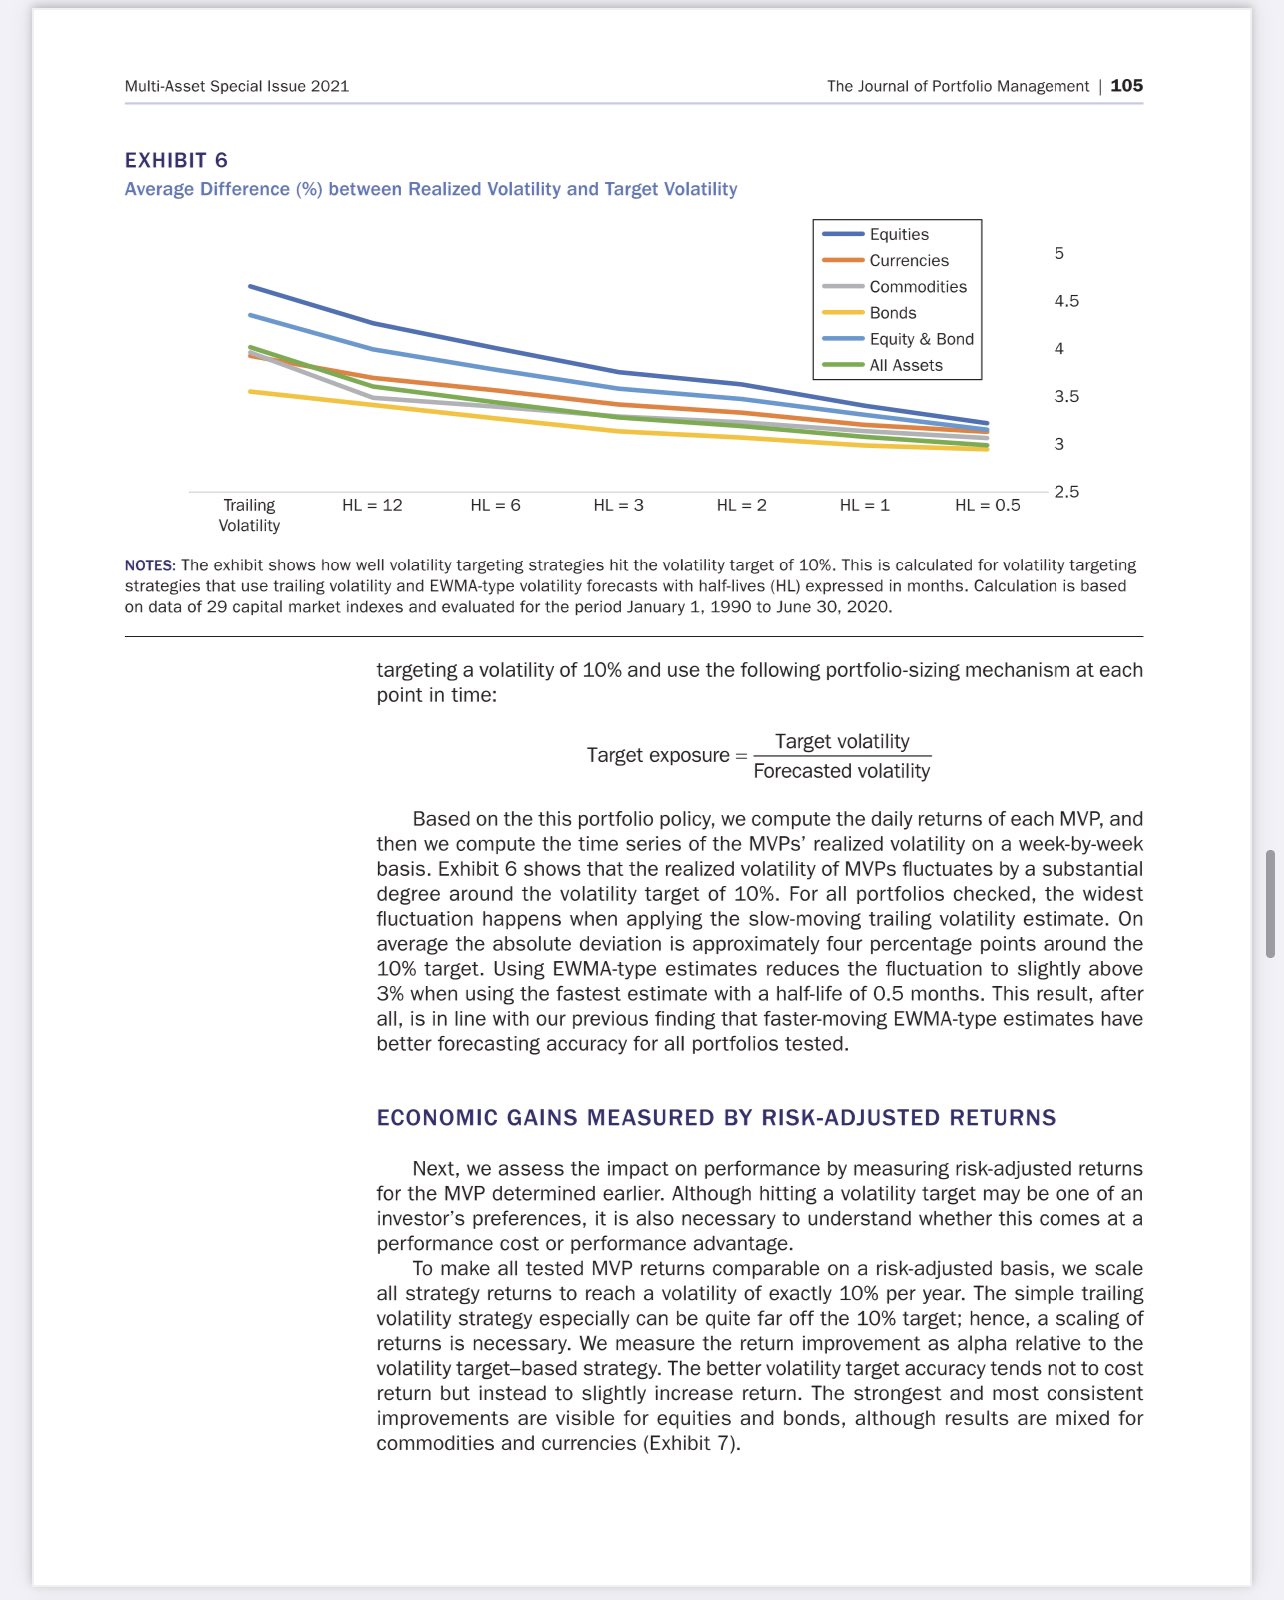 Multi-Asset Special Issue 2021
The Journal of Portfolio Management | 105
EXHIBIT 6
Average Difference (%) between Realized Volatility and Target Volatility
Equities
Currencies
Commodities
Bonds
Equity & Bond
All Assets
5
4.5
4
3.5
3
2.5
Trailing
Volatility
HL = 12
HL = 6
HL = 3
HL = 2
HL = 1
HL = 0.5
NOTES: The exhibit shows how well volatility targeting strategies hit the volatility target of 10%. This is calculated for volatility targeting
strategies that use trailing volatility and EWMA-type volatility forecasts with half-lives (HL) expressed in months. Calculation is based
on data of 29 capital market indexes and evaluated for the period January 1, 1990 to June 30, 2020.
targeting a volatility of 10% and use the following portfolio-sizing mechanism at each
point in time:
Target exposure =
Target volatility
Forecasted volatility
Based on the this portfolio policy, we compute the daily returns of each MVP, and
then we compute the time series of the MVPs’ realized volatility on a week-by-week
basis. Exhibit 6 shows that the realized volatility of MVPs fluctuates by a substantial
degree around the volatility target of 10%. For all portfolios checked, the widest
fluctuation happens when applying the slow-moving trailing volatility estimate. On
average the absolute deviation is approximately four percentage points around the
10% target. Using EWMA-type estimates reduces the fluctuation to slightly above
3% when using the fastest estimate with a half-life of 0.5 months. This result, after
all, is in line with our previous finding that faster-moving EWMA-type estimates have
better forecasting accuracy for all portfolios tested.
ECONOMIC GAINS MEASURED BY RISK-ADJUSTED RETURNS
Next, we assess the impact on performance by measuring risk-adjusted returns
for the MVP determined earlier. Although hitting a volatility target may be one of an
investor’s preferences, it is also necessary to understand whether this comes at a
performance cost or performance advantage.
To make all tested MVP returns comparable on a risk-adjusted basis, we scale
all strategy returns to reach a volatility of exactly 10% per year. The simple trailing
volatility strategy especially can be quite far off the 10% target; hence, a scaling of
returns is necessary. We measure the return improvement as alpha relative to the
volatility target–based strategy. The better volatility target accuracy tends not to cost
return but instead to slightly increase return. The strongest and most consistent
improvements are visible for equities and bonds, although results are mixed for
commodities and currencies (Exhibit 7).